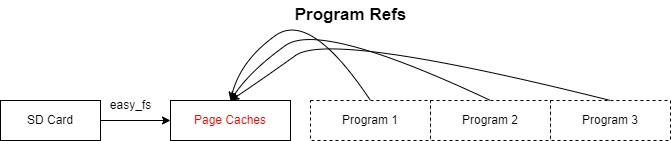 Program Refs
easy_fs
SD Card
Page Caches
Program 1
Program 2
Program 3